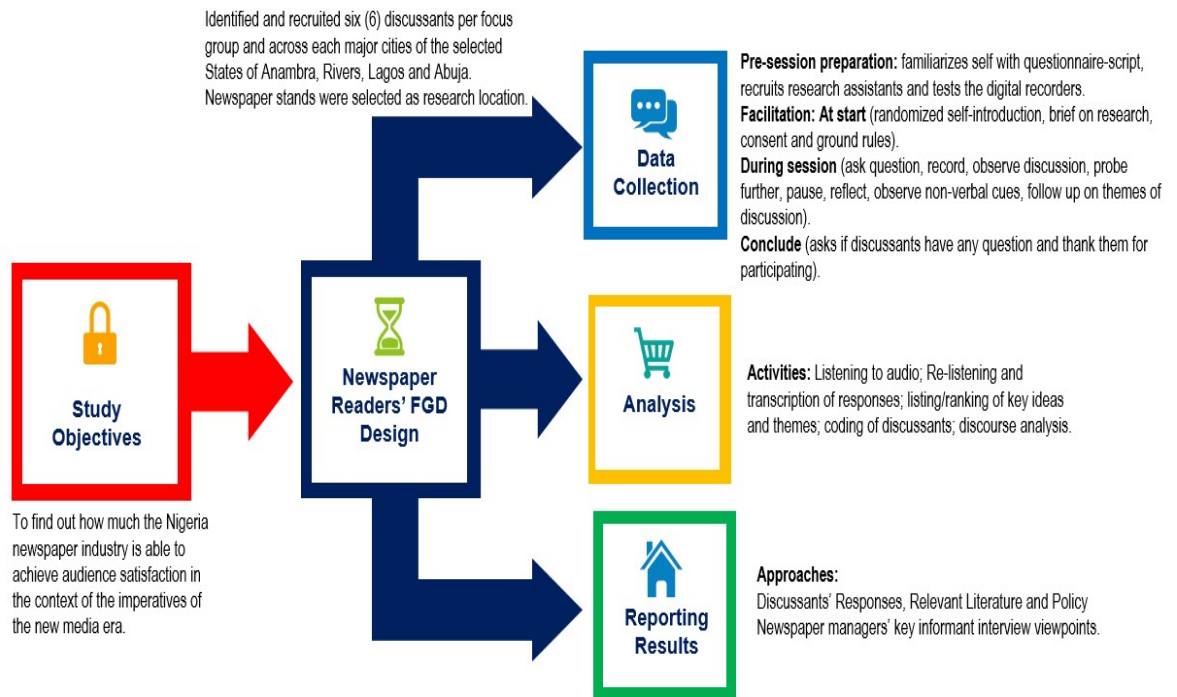 Identified and recruited six (6) discussants per focus
group and across each major cities of the selected
States of Anambra, Rivers, Lagos and Abuja.
Newspaper stands were selected as research location.
Data
Collection
Pre-session preparation: familiarizes self with questionnaire-script,
recruits research assistants and tests the digital recorders.
Facilitation: At start (randomized self-introduction, brief on research,
consent and ground rules).
During session (ask question, record, observe discussion, probe
further, pause, reflect, observe non-verbal cues, follow up on themes of
discussion).
Conclude (asks if discussants have any question and thank them for
participating).
Study
Objectives
To find out how much the Nigeria
newspaper industry is able to
achieve audience satisfaction in
the context of the imperatives of
the new media era.
Newspaper
Readers' FGD
Design
Analysis
Activities: Listening to audio; Re-listening and
transcription of responses; listing/ranking of key ideas
and themes; coding of discussants; discourse analysis.
Reporting
Results
Approaches:
Discussants' Responses, Relevant Literature and Policy
Newspaper managers' key informant interview viewpoints.